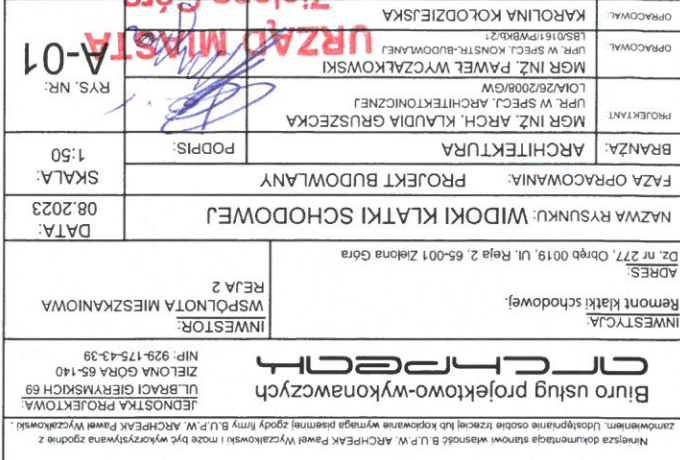 Niniejsza dokumentacja stanowi własność B.U.P.W. ARCHPEAK Paweł Wyczałkowski i może być wykorzystywana zgodnie z
zamówieniem. Udostępnianie osobie trzeciej lub kopiowanie wymaga pisemnej zgody firmy B.U.P.W. ARCHPEAK Paweł Wyczałkowski.
Biuro usług projektowo-wykonawczych
archpeak
JEDNOSTKA PROJEKTOWA:
UL.BRACI GIERYMSKICH 69
ZIELONA GÓRA 65-140
NIP: 929-175-43-39
INWESTYCJA:
Remont klatki schodowej.
ADRES:
Dz. nr 277, Obręb 0019, Ul. Reja 2, 65-001 Zielona Góra
INWESTOR:
WSPÓLNOTA MIESZKANIOWA
REJA 2
NAZWA RYSUNKU: WIDOKI KLATKI SCHODOWEJ
DATA:
08.2023
FAZA OPRACOWANIA: PROJEKT BUDOWLANY
SKALA:
1:50
BRANŻA: ARCHITEKTURA
PODPIS:
PROJEKTANT:
MGR INŻ. ARCH. KLAUDIA GRUSZECKA
UPR. W SPECJ. ARCHITEKTONICZNEJ
LOIA/26/2008/GW
RYS. NR:
A-01
OPRACOWAŁ:
MGR INŻ. PAWEŁ WYCZAŁKOWSKI
UPR. W SPECJ. KONSTR.-BUDOWLANEJ
LBS/0161/PWBKb/21
OPRACOWAŁ:
KAROLINA KOŁODZIEJSKA
URZĄD MIASTA
Zielona Góra